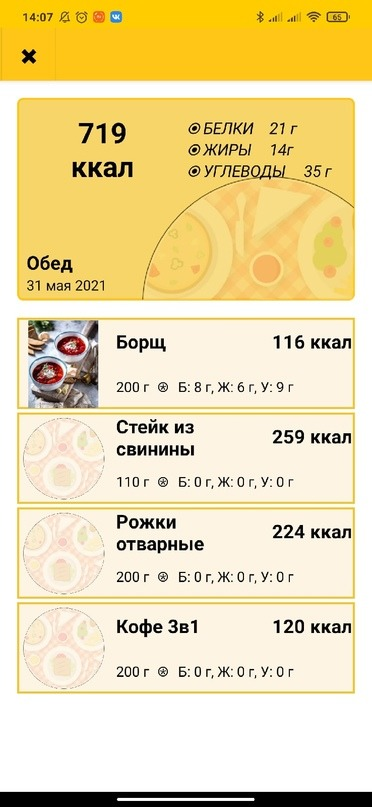 14:07 65
719
ккал
БЕЛКИ 21 г
ЖИРЫ 14г
УГЛЕВОДЫ 35 г
Обед
31 мая 2021
Борщ 116 ккал
200 г Б: 8 г, Ж: 6 г, У: 9 г
Стейк из
свинины 259 ккал
110 г Б: 0 г, Ж: 0 г, У: 0 г
Рожки
отварные 224 ккал
200 г Б: 0 г, Ж: 0 г, У: 0 г
Кофе 3в1 120 ккал
200 г Б: 0 г, Ж: 0 г, У: 0 г